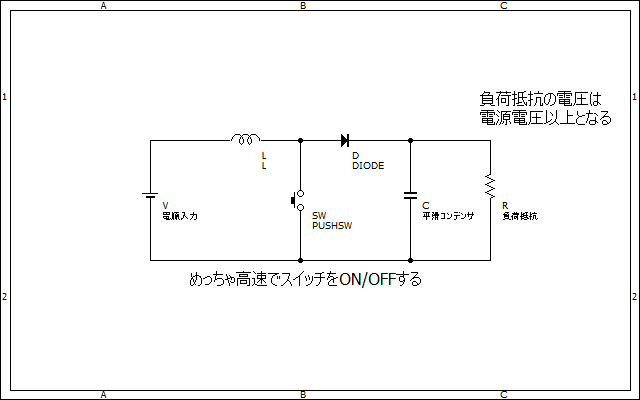 A B C
1 1
負荷抵抗の電圧は
電源電圧以上となる
L
L
D
DIODE
V
電源入力
SW
PUSHSW
C
平滑コンデンサ
R
負荷抵抗
めっちゃ高速でスイッチをON/OFFする
2 2
A B C